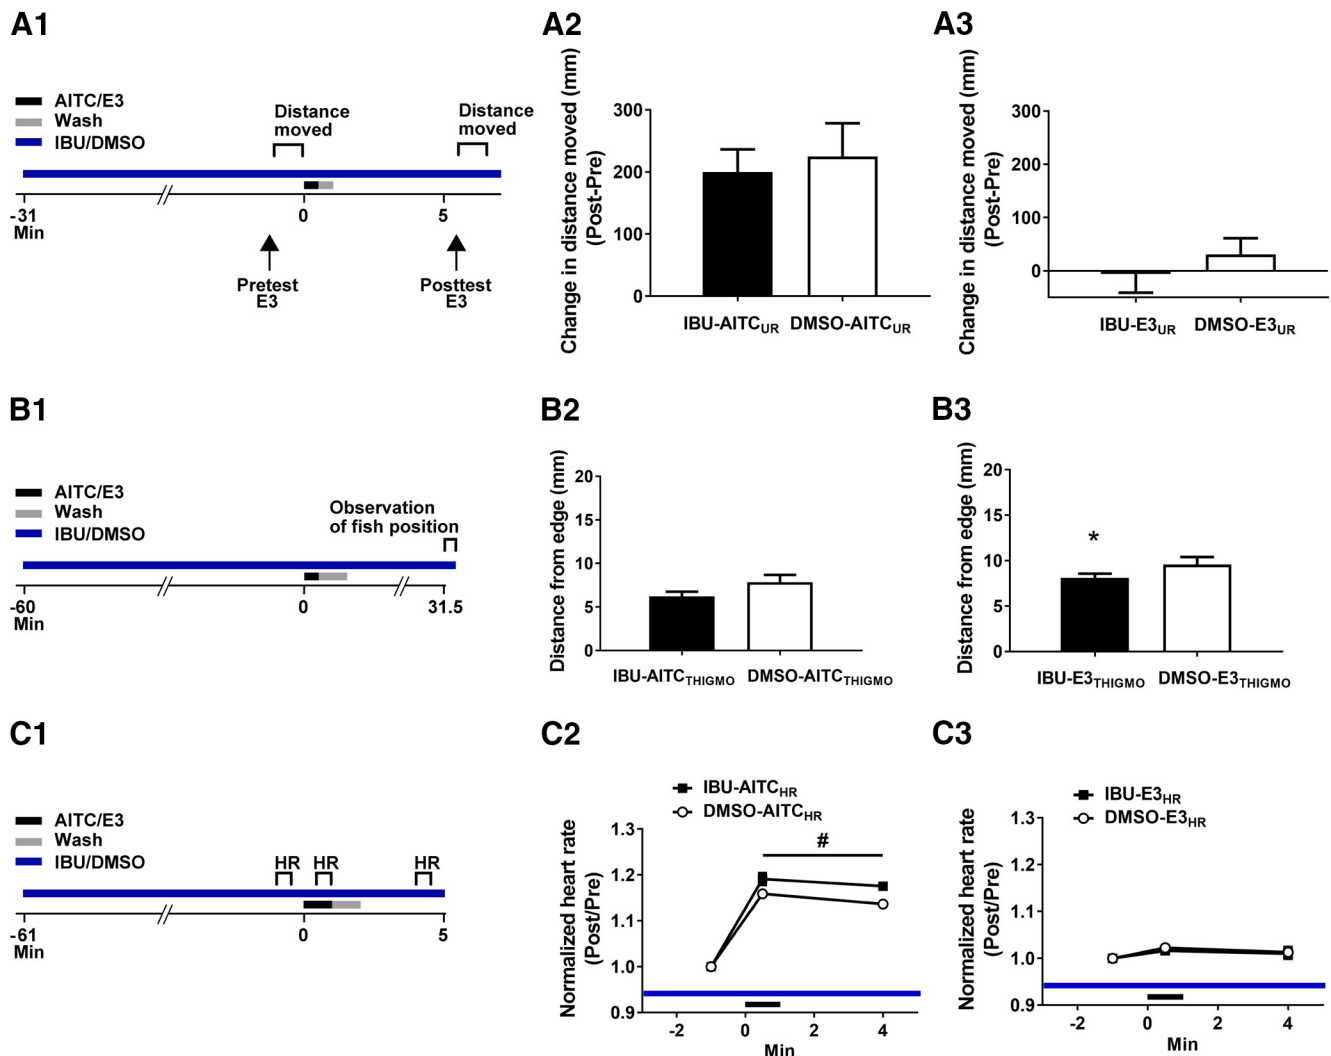 A1
AITC/E3
Wash
IBU/DMSO
Distance
moved
Distance
moved
-31
Min
0
5
Pretest
E3
Posttest
E3
A2
Change in distance moved (mm)
(Post-Pre)
300
200
100
0
IBU-AITCUR
DMSO-AITCUR
A3
Change in distance moved (mm)
(Post-Pre)
300
200
100
0
IBU-E3UR
DMSO-E3UR
B1
AITC/E3
Wash
IBU/DMSO
Observation
of fish position
-60
Min
0
31.5
B2
Distance from edge (mm)
20
15
10
5
0
IBU-AITCTHIGMO
DMSO-AITCTHIGMO
B3
Distance from edge (mm)
20
15
10
5
0
*
IBU-E3THIGMO
DMSO-E3THIGMO
C1
AITC/E3
Wash
IBU/DMSO
HR
HR
HR
-61
Min
0
5
C2
IBU-AITCHR
DMSO-AITCHR
Normalized heart rate
(Post/Pre)
1.3
1.2
1.1
1.0
0.9
#
-2
0
2
4
Min
C3
IBU-E3HR
DMSO-E3HR
Normalized heart rate
(Post/Pre)
1.3
1.2
1.1
1.0
0.9
-2
0
2
4
Min